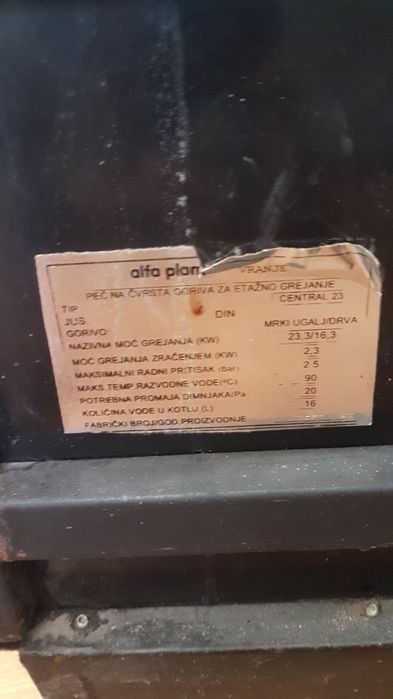 alfa plam VRANJE
PEĆ NA ČVRSTA GORIVA ZA ETAŽNO GREJANJE
TIP CENTRAL 23
JUS. DIN.
GORIVO: MRKI UGALJ/DRVA
NAZIVNA MOĆ GREJANJA (KW) 23,3/16,3
MOĆ GREJANJA ZRAČENJEM (KW) 2,3
MAKSIMALNI RADNI PRITISAK (bar) 2 5
MAKS.TEMP.RAZVODNE VODE(°C) 90
POTREBNA PROMAJA DIMNJAKA(Pa) 20
KOLIČINA VODE U KOTLU (L) 16
FABRIČKI BROJ/GOD.PROIZVODNJE